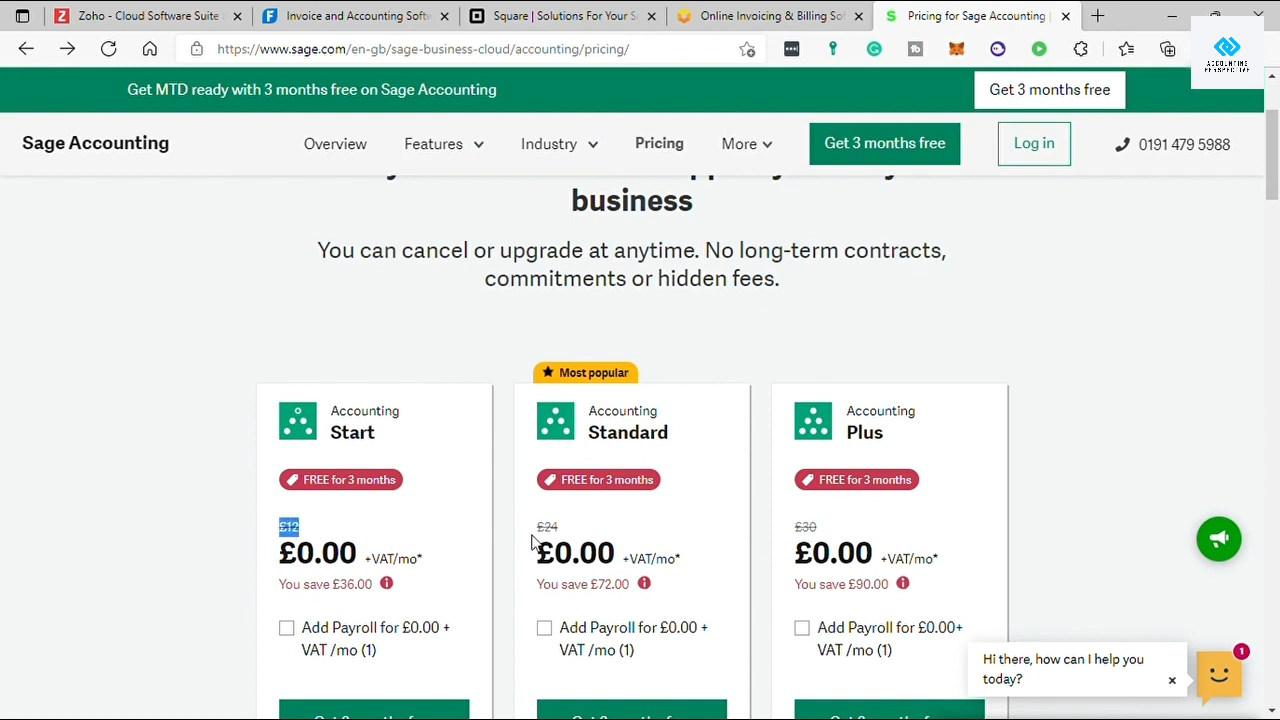 Zoho - Cloud Software Suite
Invoice and Accounting Softw
Square | Solutions For Your S
Online Invoicing & Billing Sof
Pricing for Sage Accounting |
https://www.sage.com/en-gb/sage-business-cloud/accounting/pricing/
ACCOUNTING
PERSPECTIVE
Get MTD ready with 3 months free on Sage Accounting
Get 3 months free
Sage Accounting
Overview
Features
Industry
Pricing
More
Get 3 months free
Log in
0191 479 5988
business
You can cancel or upgrade at anytime. No long-term contracts,
commitments or hidden fees.
Accounting
Start
FREE for 3 months
£12
£0.00 +VAT/mo*
You save £36.00
Add Payroll for £0.00 +
VAT /mo (1)
Most popular
Accounting
Standard
FREE for 3 months
£24
£0.00 +VAT/mo*
You save £72.00
Add Payroll for £0.00 +
VAT /mo (1)
Accounting
Plus
FREE for 3 months
£30
£0.00 +VAT/mo*
You save £90.00
Add Payroll for £0.00+
VAT /mo (1)
Hi there, how can I help you
today?
1